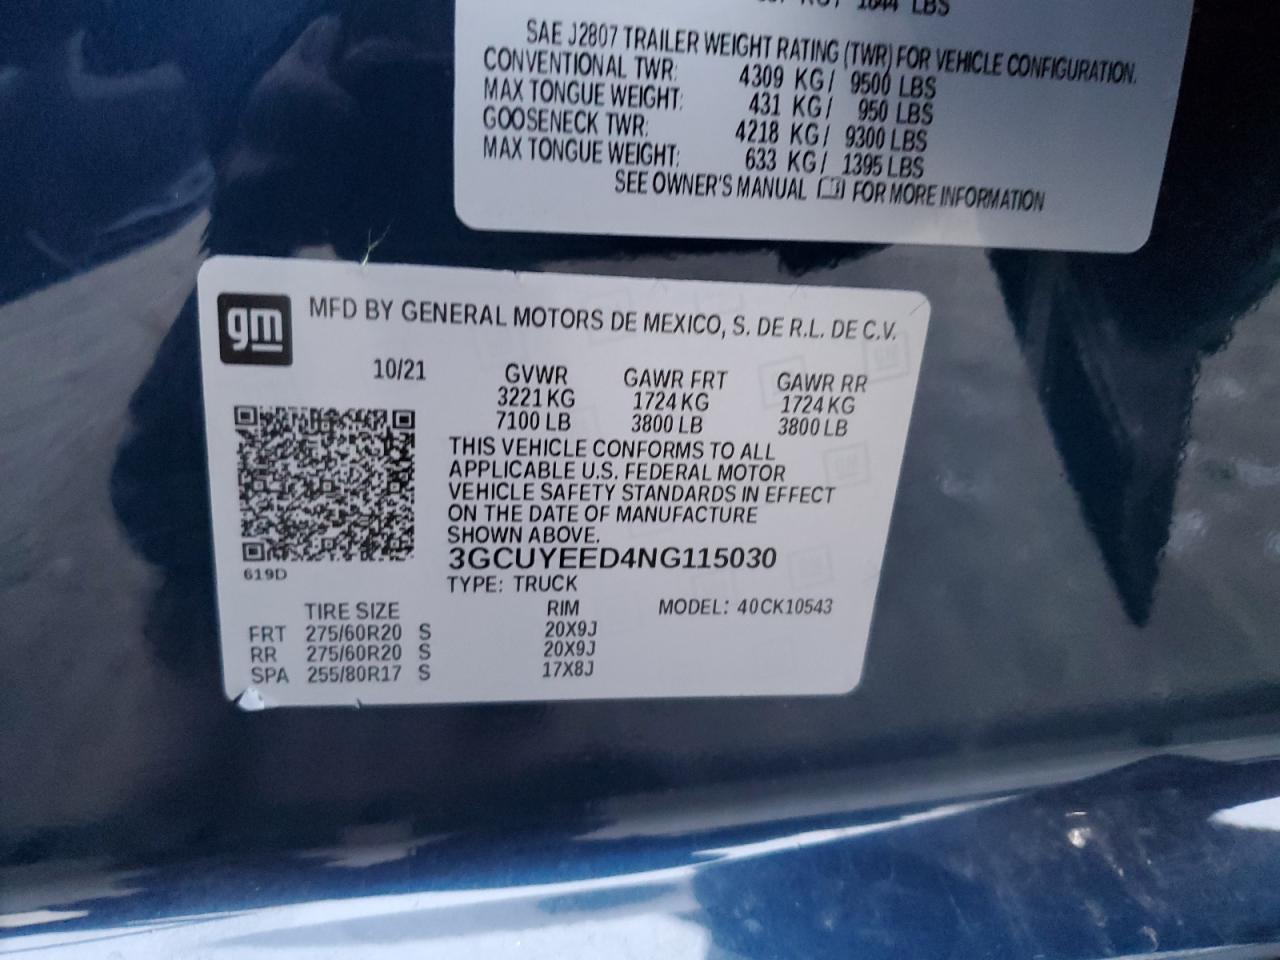 1844 LBS
SAE J2807 TRAILER WEIGHT RATING (TWR) FOR VEHICLE CONFIGURATION.
CONVENTIONAL TWR: 4309 KG/ 9500 LBS
MAX TONGUE WEIGHT: 431 KG/ 950 LBS
GOOSENECK TWR: 4218 KG/ 9300 LBS
MAX TONGUE WEIGHT: 633 KG/ 1395 LBS
SEE OWNER'S MANUAL FOR MORE INFORMATION
gm
MFD BY GENERAL MOTORS DE MEXICO, S. DE R.L. DE C.V.
10/21 GVWR GAWR FRT GAWR RR
3221 KG 1724 KG 1724 KG
7100 LB 3800 LB 3800 LB
THIS VEHICLE CONFORMS TO ALL
APPLICABLE U.S. FEDERAL MOTOR
VEHICLE SAFETY STANDARDS IN EFFECT
ON THE DATE OF MANUFACTURE
SHOWN ABOVE.
3GCUYEED4NG115030
619D
TYPE: TRUCK
TIRE SIZE RIM MODEL: 40CK10543
FRT 275/60R20 S 20X9J
RR 275/60R20 S 20X9J
SPA 255/80R17 S 17X8J